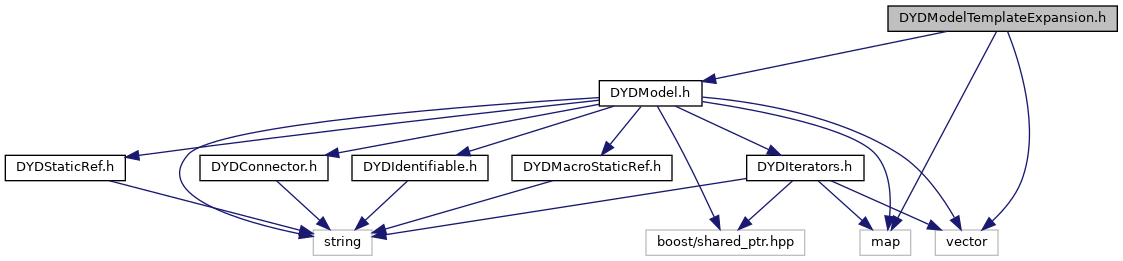 DYDModelTemplateExpansion.h
DYDModel.h
DYDStaticRef.h
DYDConnector.h
DYDIdentifiable.h
DYDMacroStaticRef.h
DYDIterators.h
string
boost/shared_ptr.hpp
map
vector